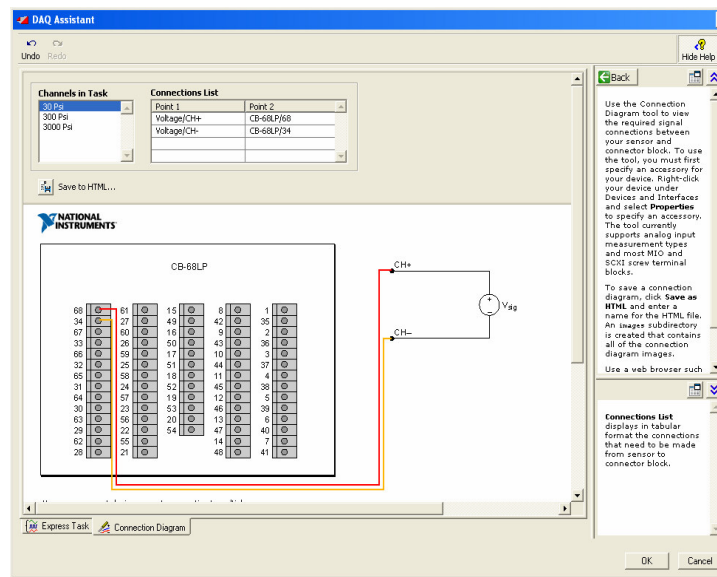 DAQ Assistant
Undo
Redo
Hide Help
Channels in Task
30 Psi
300 Psi
3000 Psi
Connections List
Point 1 Point 2
Voltage/CH+ CB-68LP/68
Voltage/CH- CB-68LP/34
Save to HTML...
NATIONAL
INSTRUMENTS
CB-68LP
68 61 15 8 1
34 27 49 42 35
67 60 16 9 2
33 26 50 43 36
66 59 17 10 3
32 25 51 44 37
65 58 18 11 4
31 24 52 45 38
64 57 19 12 5
30 23 53 46 39
63 56 20 13 6
29 22 54 47 40
62 55 14 7
28 21 48 41
CH+
+
Vsig
−
CH−
Express Task
Connection Diagram
Back
Use the Connection
Diagram tool to view
the required signal
connections between
your sensor and
connector block. To use
the tool, you must first
specify an accessory for
your device. Right-click
your device under
Devices and Interfaces
and select Properties
to specify an accessory.
The tool currently
supports analog input
measurement types
and most MIO and
SCXI screw terminal
blocks.
To save a connection
diagram, click Save as
HTML and enter a
name for the HTML file.
An images subdirectory
is created that contains
all of the connection
diagram images.
Use a web browser such
Connections List
displays in tabular
format the connections
that need to be made
from sensor to
connector block.
OK
Cancel